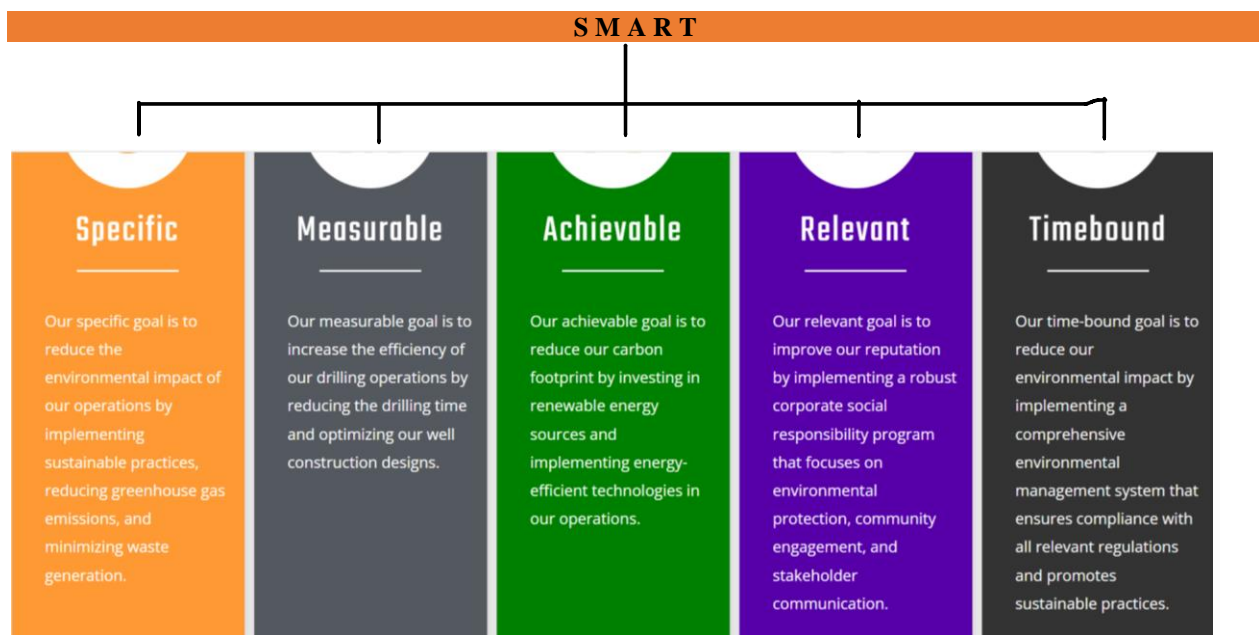 S M A R T
Specific
Our specific goal is to
reduce the
environmental impact of
our operations by
implementing
sustainable practices,
reducing greenhouse gas
emissions, and
minimizing waste
generation.
Measurable
Our measurable goal is to
increase the efficiency of
our drilling operations by
reducing the drilling time
and optimizing our well
construction designs.
Achievable
Our achievable goal is to
reduce our carbon
footprint by investing in
renewable energy
sources and
implementing energy-
efficient technologies in
our operations.
Relevant
Our relevant goal is to
improve our reputation
by implementing a robust
corporate social
responsibility program
that focuses on
environmental
protection, community
engagement, and
stakeholder
communication.
Timebound
Our time-bound goal is to
reduce our
environmental impact by
implementing a
comprehensive
environmental
management system that
ensures compliance with
all relevant regulations
and promotes
sustainable practices.